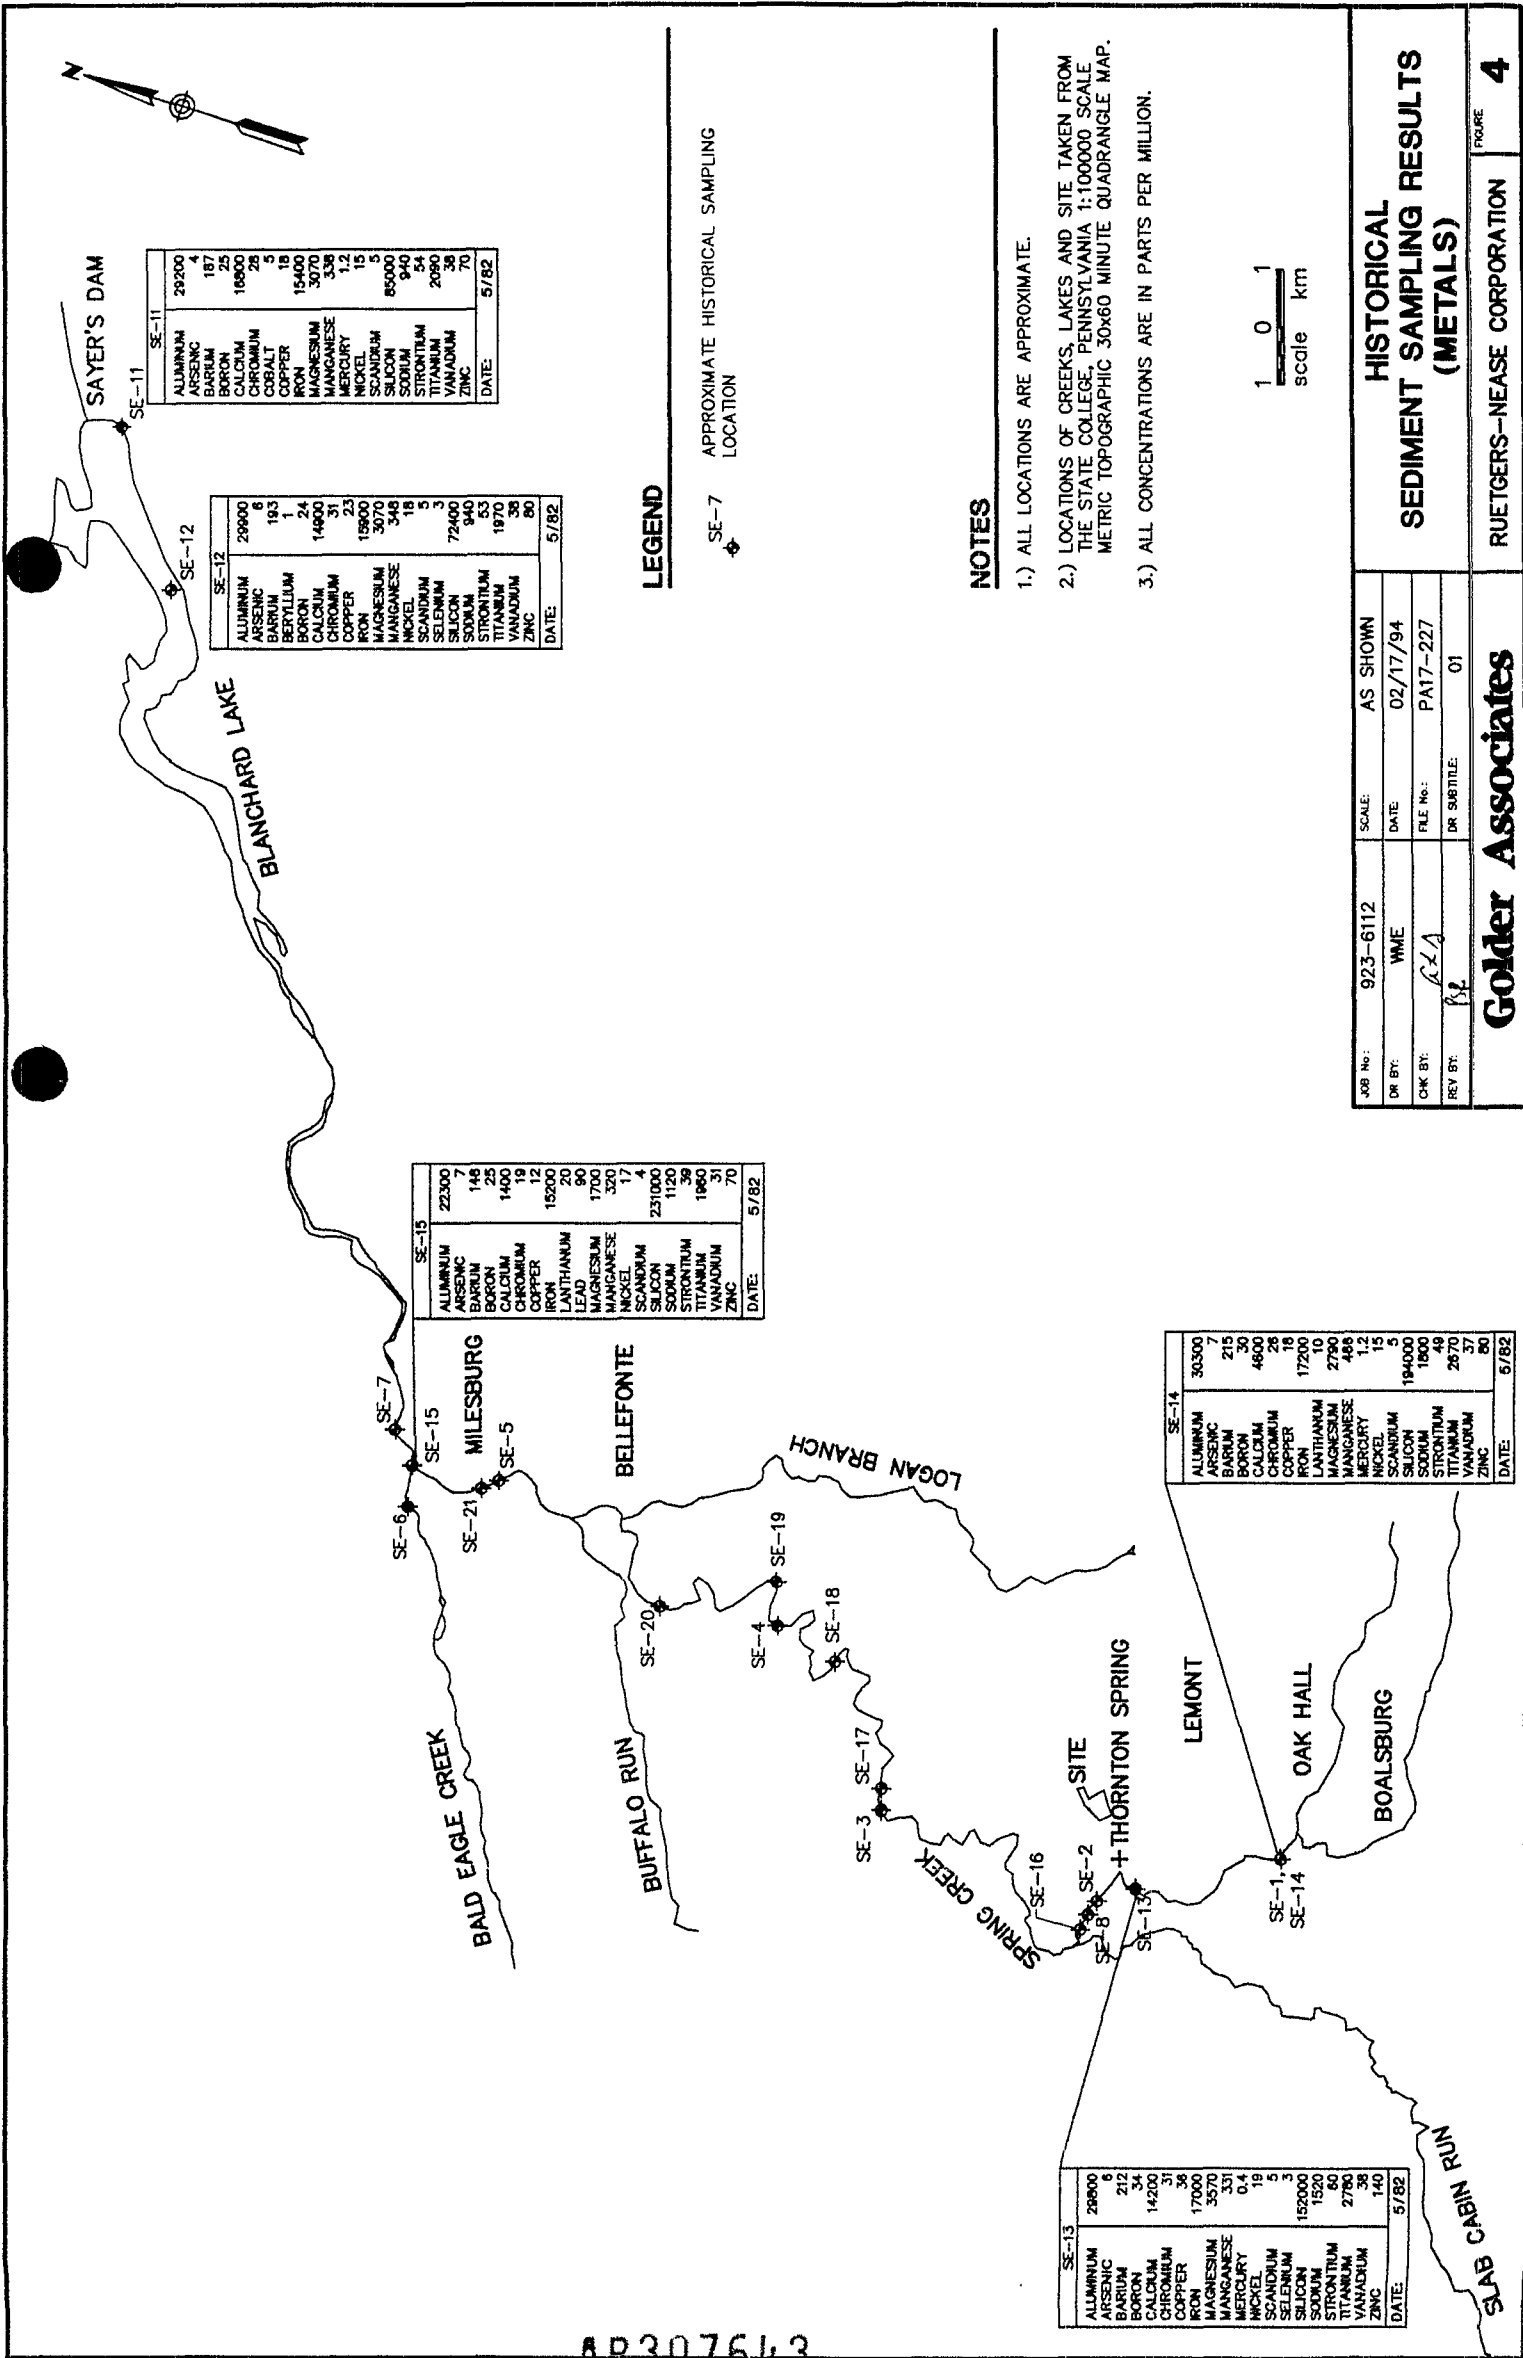 N
SAYER'S DAM
SE-11
SE-12
BLANCHARD LAKE
SE-11
ALUMINUM 29200
ARSENIC 4
BARIUM 187
BORON 25
CALCIUM 16800
CHROMIUM 28
COBALT 5
COPPER 18
IRON 15400
MAGNESIUM 3070
MANGANESE 338
MERCURY 1.2
NICKEL 15
SCANDIUM 5
SILICON 85000
SODIUM 940
STRONTIUM 54
TITANIUM 2090
VANADIUM 38
ZINC 70
DATE: 5/82
SE-12
ALUMINUM 29900
ARSENIC 6
BARIUM 193
BERYLLIUM 1
BORON 24
CALCIUM 14900
CHROMIUM 31
COPPER 23
IRON
MAGNESIUM 3070
MANGANESE 348
NICKEL 18
SCANDIUM 5
SELENIUM 3
SILICON 72400
SODIUM 940
STRONTIUM 53
TITANIUM 1970
VANADIUM 38
ZINC 80
DATE: 5/82
SE-7
SE-15
SE-6
MILESBURG
SE-21
SE-5
BELLEFONTE
SE-15
ALUMINUM 22300
ARSENIC 7
BARIUM 146
BORON 25
CALCIUM 1400
CHROMIUM 19
COPPER 12
IRON 15200
LANTHANUM 20
LEAD 90
MAGNESIUM 1700
MANGANESE 320
NICKEL 17
SCANDIUM 4
SILICON 231000
SODIUM 1120
STRONTIUM 39
TITANIUM 1960
VANADIUM 31
ZINC 70
DATE: 5/82
BALD EAGLE CREEK
BUFFALO RUN
LOGAN BRANCH
SE-20
SE-19
SE-4
SE-18
SE-17
SE-3
SPRING CREEK
SE-16
SE-2
SE-8
SE-13
SITE
THORNTON SPRING
LEMONT
OAK HALL
BOALSBURG
SE-1,
SE-14
SLAB CABIN RUN
SE-14
ALUMINUM 30300
ARSENIC 7
BARIUM 215
BORON 30
CALCIUM 4600
CHROMIUM 26
COPPER 18
IRON 17200
LANTHANUM 10
MAGNESIUM 2790
MANGANESE 466
MERCURY 1.2
NICKEL 15
SCANDIUM 5
SILICON 194000
SODIUM 1800
STRONTIUM 49
TITANIUM 2670
VANADIUM 37
ZINC 80
DATE: 5/82
SE-13
ALUMINUM 29800
ARSENIC 6
BARIUM 212
BORON 34
CALCIUM 14200
CHROMIUM 31
COPPER 36
IRON 17000
MAGNESIUM 3570
MANGANESE 331
MERCURY 0.4
NICKEL 19
SCANDIUM 5
SELENIUM 3
SILICON 152000
SODIUM 1520
STRONTIUM 60
TITANIUM 2780
VANADIUM 38
ZINC 140
DATE: 5/82
LEGEND
SE-7 APPROXIMATE HISTORICAL SAMPLING
LOCATION
NOTES
1.) ALL LOCATIONS ARE APPROXIMATE.
2.) LOCATIONS OF CREEKS, LAKES AND SITE TAKEN FROM
THE STATE COLLEGE, PENNSYLVANIA 1:100000 SCALE
METRIC TOPOGRAPHIC 30x60 MINUTE QUADRANGLE MAP.
3.) ALL CONCENTRATIONS ARE IN PARTS PER MILLION.
1 0 1
scale km
JOB No.: 923-6112 SCALE: AS SHOWN
DR BY: WME DATE: 02/17/94
CHK BY: FILE No.: PA17-227
REV BY: DR SUBTITLE: 01
HISTORICAL
SEDIMENT SAMPLING RESULTS
(METALS)
Golder Associates
RUETGERS-NEASE CORPORATION
FIGURE 4